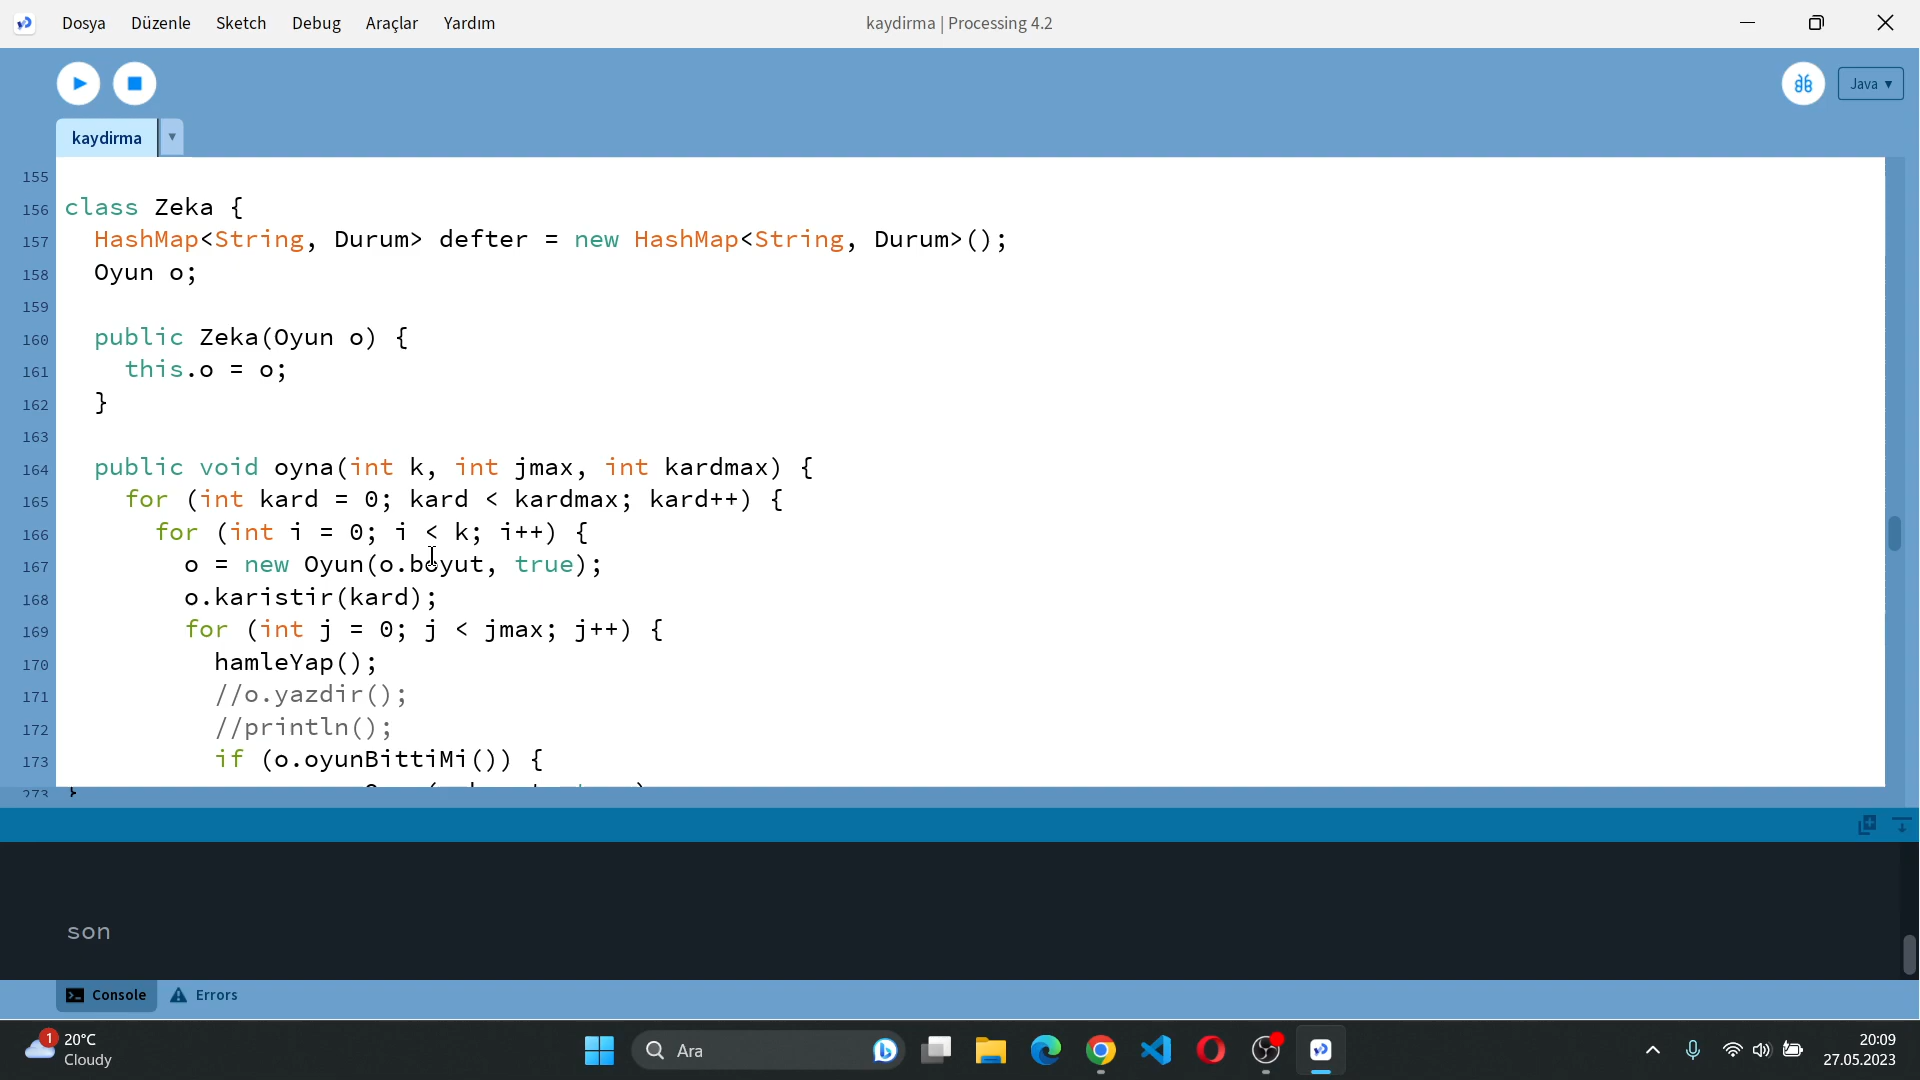 Dosya Düzenle Sketch Debug Araçlar Yardım
kaydirma | Processing 4.2
Java ▾
kaydirma
155
156 class Zeka {
157 HashMap<String, Durum> defter = new HashMap<String, Durum>();
158 Oyun o;
159
160 public Zeka(Oyun o) {
161 this.o = o;
162 }
163
164 public void oyna(int k, int jmax, int kardmax) {
165 for (int kard = 0; kard < kardmax; kard++) {
166 for (int i = 0; i < k; i++) {
167 o = new Oyun(o.boyut, true);
168 o.karistir(kard);
169 for (int j = 0; j < jmax; j++) {
170 hamleYap();
171 //o.yazdir();
172 //println();
173 if (o.oyunBittiMi()) {
273
son
Console Errors
1 20°C
Cloudy
Ara
20:09
27.05.2023